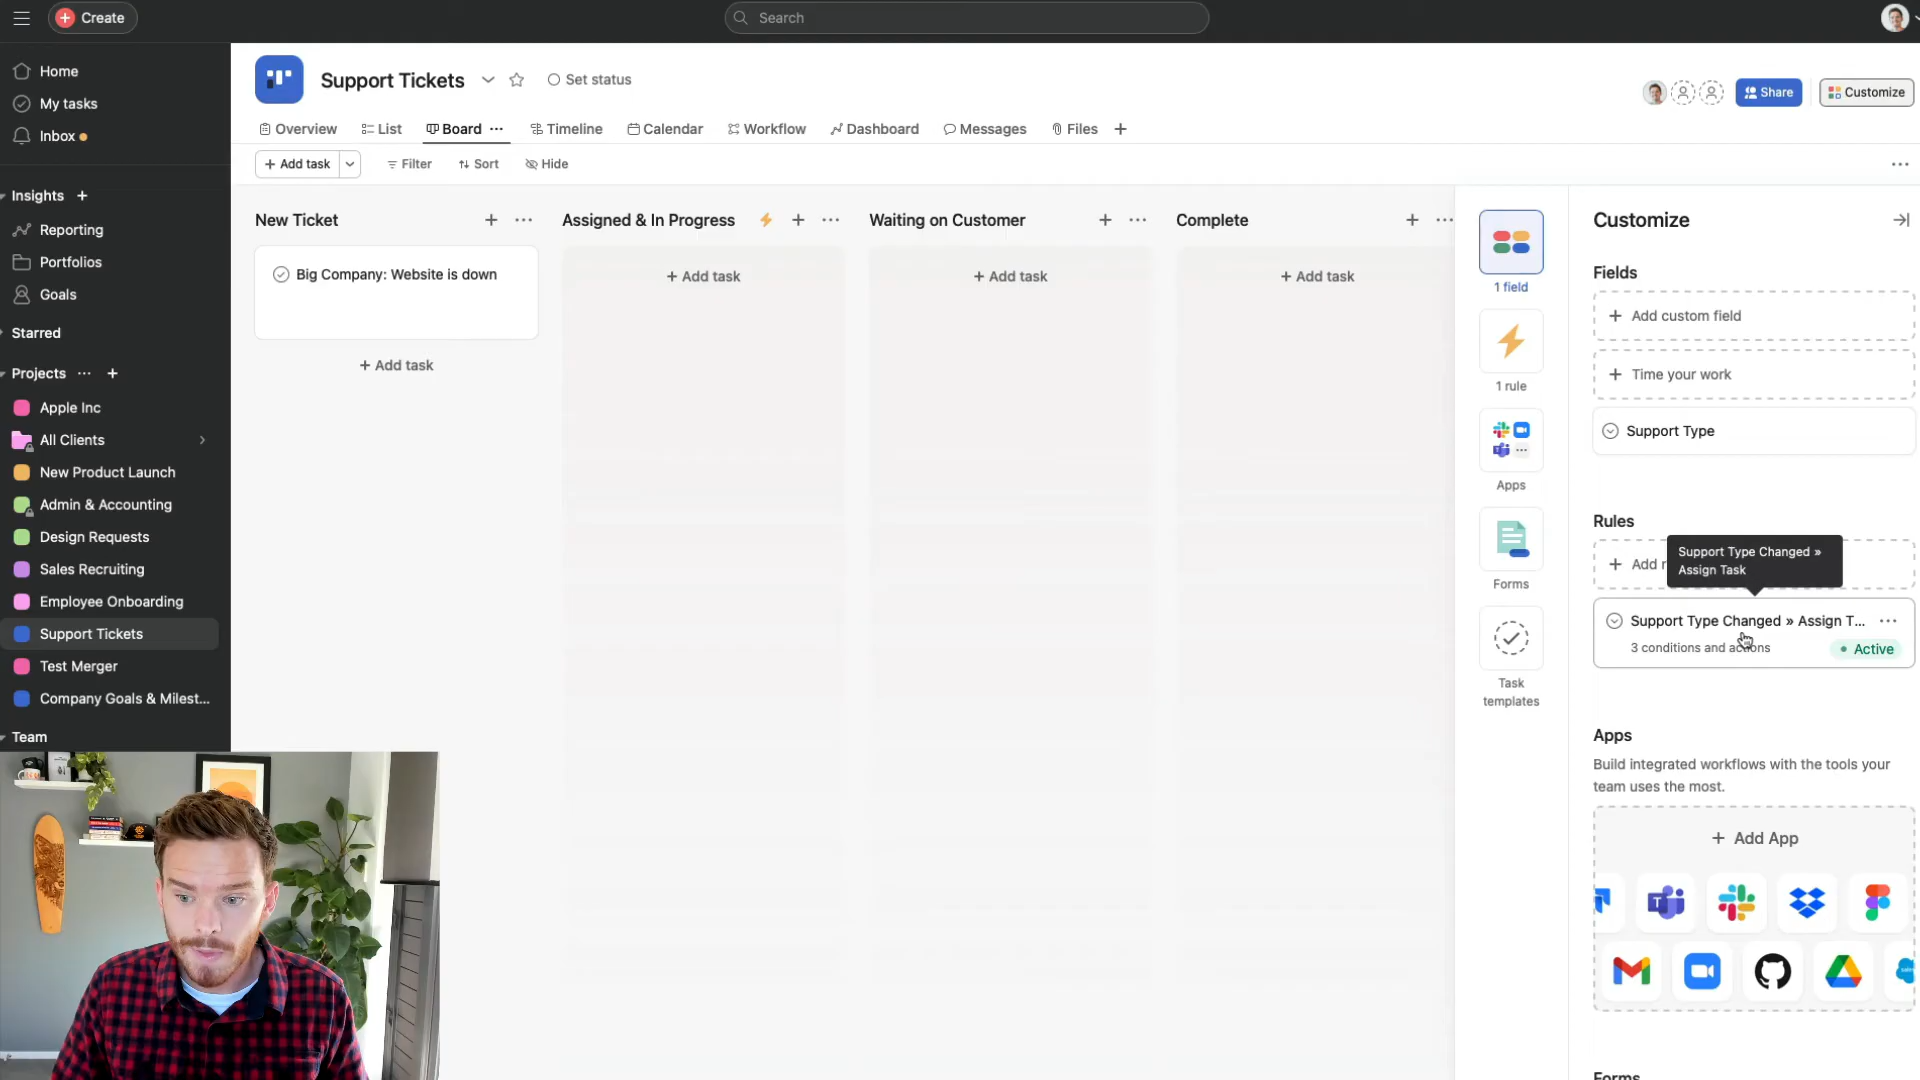 Create
Search
Home
My tasks
Inbox
Insights
Reporting
Portfolios
Goals
Starred
Projects
Apple Inc
All Clients
New Product Launch
Admin & Accounting
Design Requests
Sales Recruiting
Employee Onboarding
Support Tickets
Test Merger
Company Goals & Milest...
Team
Support Tickets
Set status
Share
Customize
Overview
List
Board
Timeline
Calendar
Workflow
Dashboard
Messages
Files
+ Add task
Filter
Sort
Hide
New Ticket
Big Company: Website is down
+ Add task
Assigned & In Progress
+ Add task
Waiting on Customer
+ Add task
Complete
+ Add task
1 field
1 rule
Apps
Forms
Task
templates
Customize
Fields
+ Add custom field
+ Time your work
Support Type
Rules
+ Add r
Support Type Changed »
Assign Task
Support Type Changed » Assign T...
3 conditions and actions
Active
Apps
Build integrated workflows with the tools your
team uses the most.
+ Add App
Forms